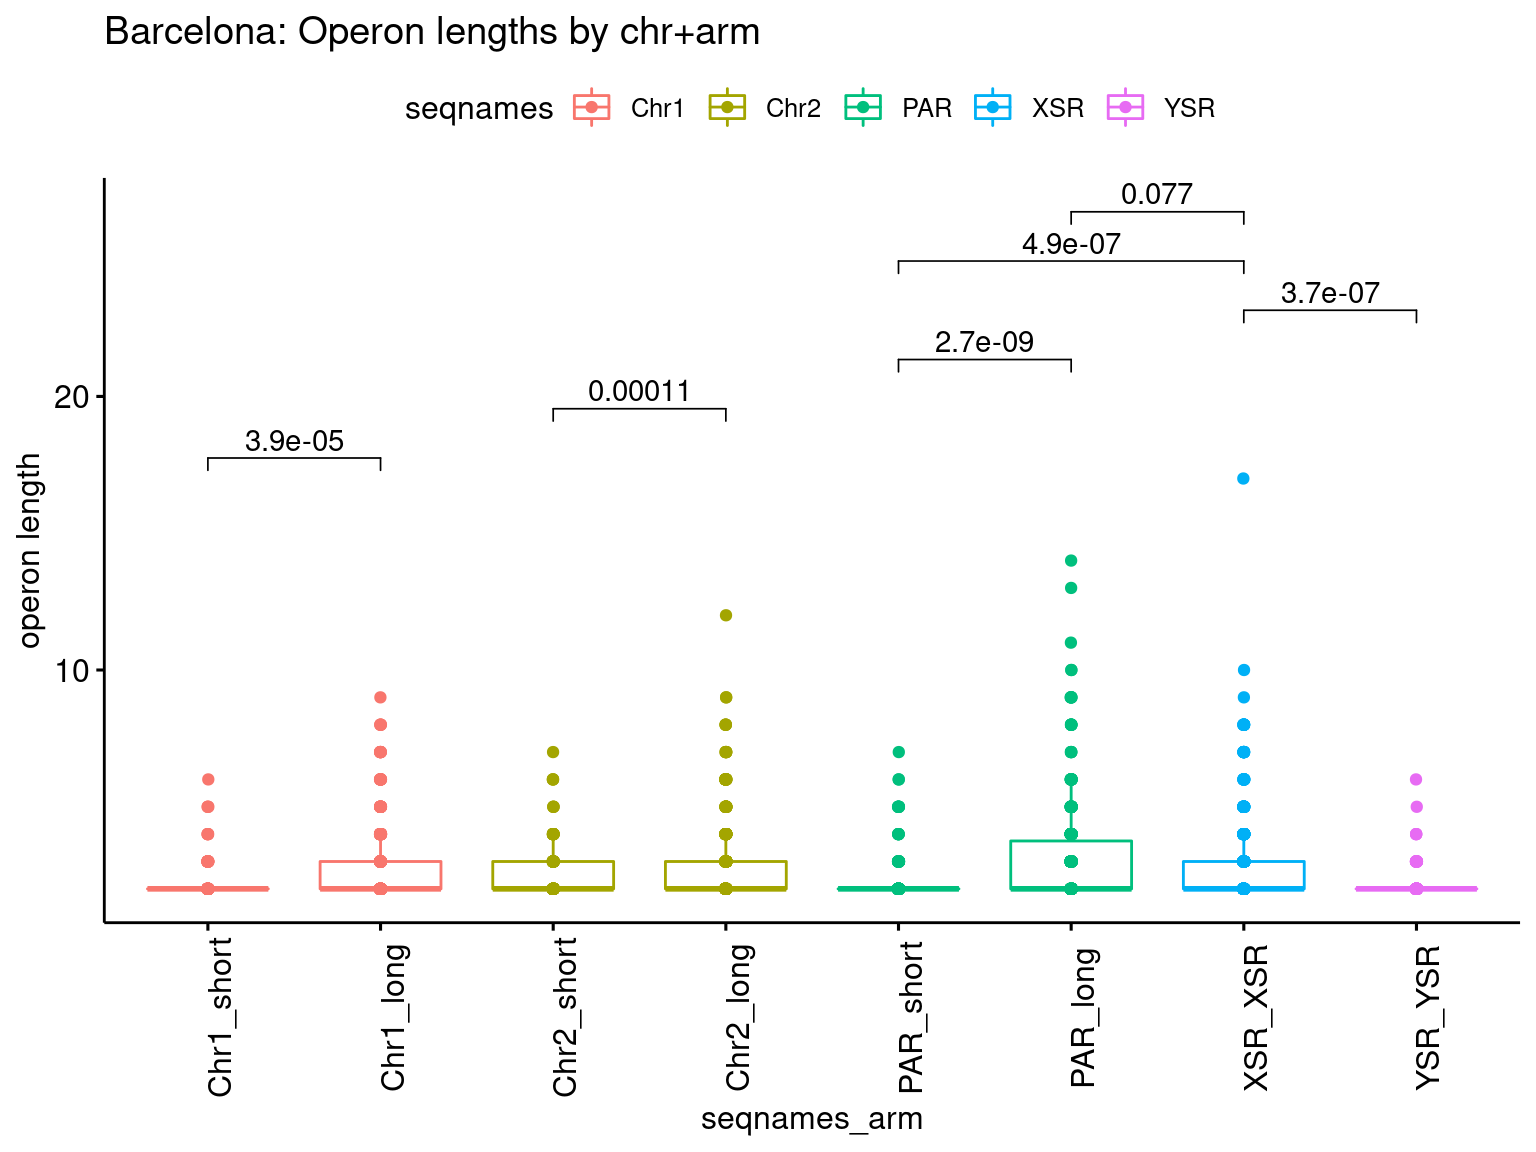 Barcelona: Operon lengths by chr+arm
seqnames Chr1 Chr2 PAR XSR YSR
0.077
4.9e-07
3.7e-07
2.7e-09
0.00011
3.9e-05
20
10
operon length
Chr1_short
Chr1_long
Chr2_short
Chr2_long
PAR_short
PAR_long
XSR_XSR
YSR_YSR
seqnames_arm